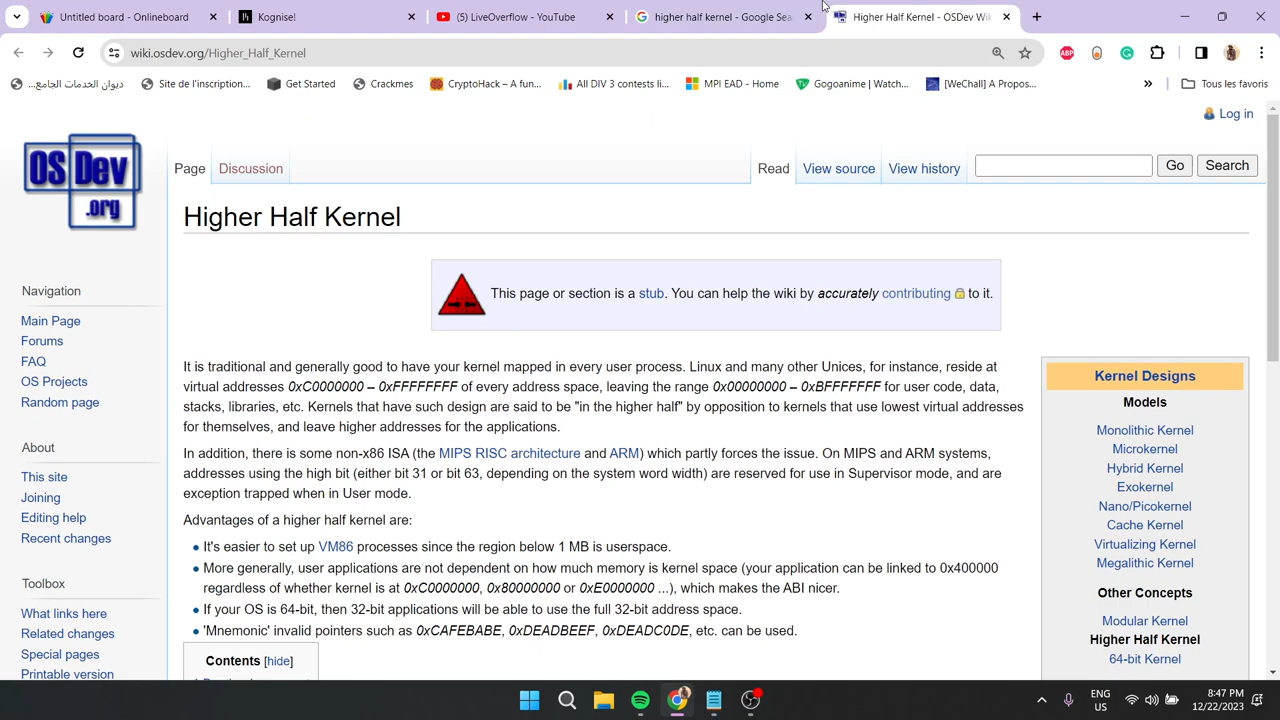 Untitled board - Onlineboard
Kognise!
(5) LiveOverflow - YouTube
higher half kernel - Google Sea
Higher Half Kernel - OSDev Wi
wiki.osdev.org/Higher_Half_Kernel
ديوان الخدمات الجامع...
Site de l'inscription...
Get Started
Crackmes
CryptoHack – A fun...
All DIV 3 contests li...
MPI EAD - Home
Gogoanime | Watch...
[WeChall] A Propos...
»
Tous les favoris
ABP
Log in
OS Dev
.org
Page
Discussion
Read
View source
View history
Go
Search
Higher Half Kernel
This page or section is a stub. You can help the wiki by accurately contributing to it.
Navigation
Main Page
Forums
FAQ
OS Projects
Random page
About
This site
Joining
Editing help
Recent changes
Toolbox
What links here
Related changes
Special pages
Printable version
It is traditional and generally good to have your kernel mapped in every user process. Linux and many other Unices, for instance, reside at
virtual addresses 0xC0000000 – 0xFFFFFFFF of every address space, leaving the range 0x00000000 – 0xBFFFFFFF for user code, data,
stacks, libraries, etc. Kernels that have such design are said to be "in the higher half" by opposition to kernels that use lowest virtual addresses
for themselves, and leave higher addresses for the applications.
In addition, there is some non-x86 ISA (the MIPS RISC architecture and ARM) which partly forces the issue. On MIPS and ARM systems,
addresses using the high bit (either bit 31 or bit 63, depending on the system word width) are reserved for use in Supervisor mode, and are
exception trapped when in User mode.
Advantages of a higher half kernel are:
It's easier to set up VM86 processes since the region below 1 MB is userspace.
More generally, user applications are not dependent on how much memory is kernel space (your application can be linked to 0x400000
regardless of whether kernel is at 0xC0000000, 0x80000000 or 0xE0000000 ...), which makes the ABI nicer.
If your OS is 64-bit, then 32-bit applications will be able to use the full 32-bit address space.
'Mnemonic' invalid pointers such as 0xCAFEBABE, 0xDEADBEEF, 0xDEADC0DE, etc. can be used.
Contents [hide]
Kernel Designs
Models
Monolithic Kernel
Microkernel
Hybrid Kernel
Exokernel
Nano/Picokernel
Cache Kernel
Virtualizing Kernel
Megalithic Kernel
Other Concepts
Modular Kernel
Higher Half Kernel
64-bit Kernel
ENG
US
8:47 PM
12/22/2023